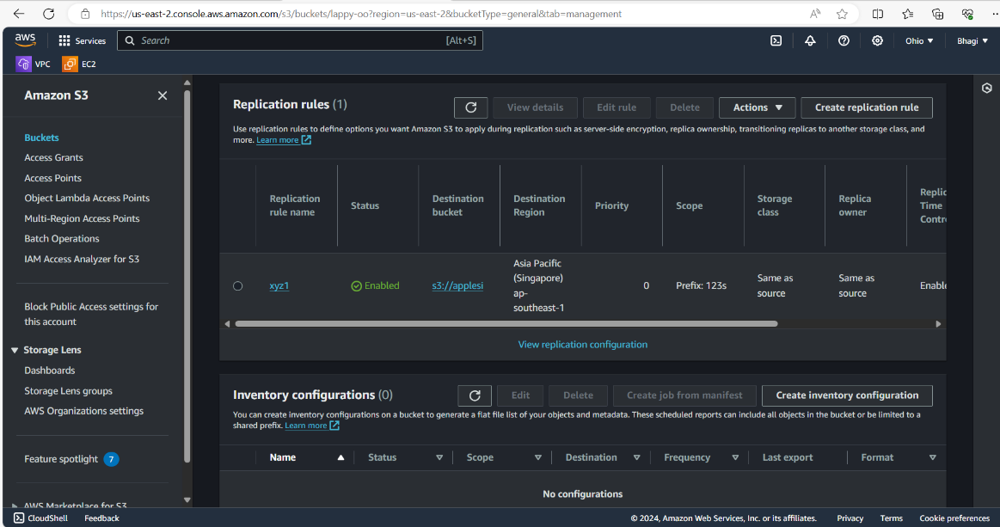 https://us-east-2.console.aws.amazon.com/s3/buckets/lappy-oo?region=us-east-2&bucketType=general&tab=management
aws
Services
Search
[Alt+S]
Ohio ▼
Bhagi ▼
VPC
EC2
Amazon S3
Buckets
Access Grants
Access Points
Object Lambda Access Points
Multi-Region Access Points
Batch Operations
IAM Access Analyzer for S3
Block Public Access settings for
this account
Storage Lens
Dashboards
Storage Lens groups
AWS Organizations settings
Feature spotlight 7
AWS Marketplace for S3
Replication rules (1)
View details
Edit rule
Delete
Actions ▼
Create replication rule
Use replication rules to define options you want Amazon S3 to apply during replication such as server-side encryption, replica ownership, transitioning replicas to another storage class, and
more. Learn more
Replication
rule name
Status
Destination
bucket
Destination
Region
Priority
Scope
Storage
class
Replica
owner
Replic
Time
Contro
xyz1
Enabled
s3://applesi
Asia Pacific
(Singapore)
ap-
southeast-1
0
Prefix: 123s
Same as
source
Same as
source
Enable
View replication configuration
Inventory configurations (0)
Edit
Delete
Create job from manifest
Create inventory configuration
You can create inventory configurations on a bucket to generate a flat file list of your objects and metadata. These scheduled reports can include all objects in the bucket or be limited to a
shared prefix. Learn more
Name
Status
Scope
Destination
Frequency
Last export
Format
No configurations
CloudShell
Feedback
© 2024, Amazon Web Services, Inc. or its affiliates.
Privacy
Terms
Cookie preferences